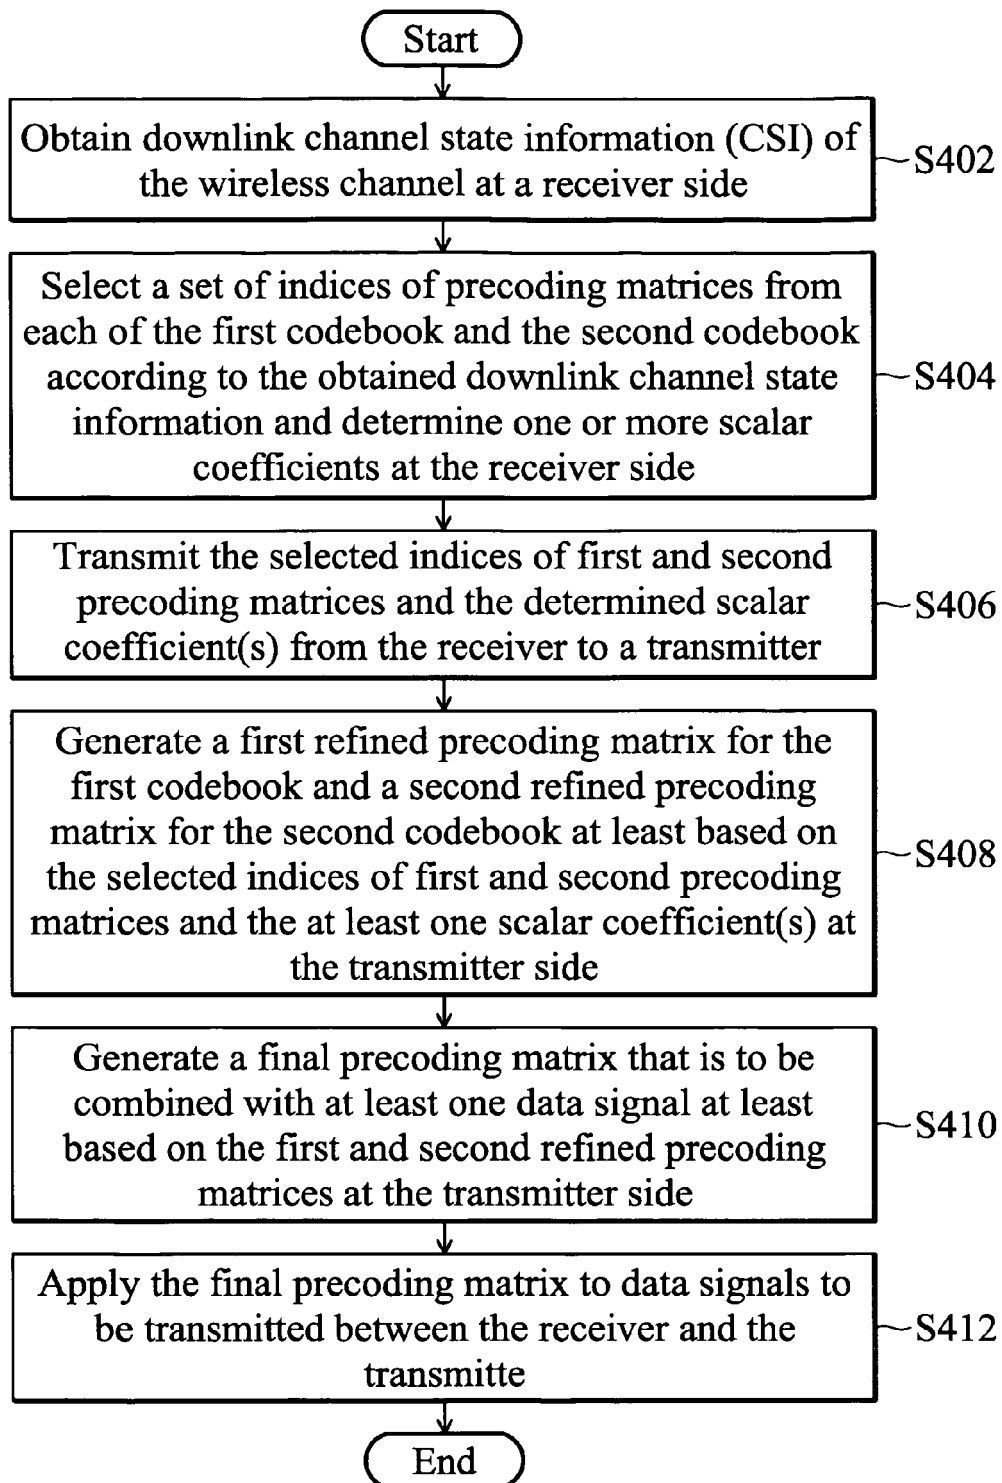 Start
Obtain downlink channel state information (CSI) of
the wireless channel at a receiver side
S402
Select a set of indices of precoding matrices from
each of the first codebook and the second codebook
according to the obtained downlink channel state
information and determine one or more scalar
coefficients at the receiver side
S404
Transmit the selected indices of first and second
precoding matrices and the determined scalar
coefficient(s) from the receiver to a transmitter
S406
Generate a first refined precoding matrix for the
first codebook and a second refined precoding
matrix for the second codebook at least based on
the selected indices of first and second precoding
matrices and the at least one scalar coefficient(s) at
the transmitter side
S408
Generate a final precoding matrix that is to be
combined with at least one data signal at least
based on the first and second refined precoding
matrices at the transmitter side
S410
Apply the final precoding matrix to data signals to
be transmitted between the receiver and the
transmitte
S412
End